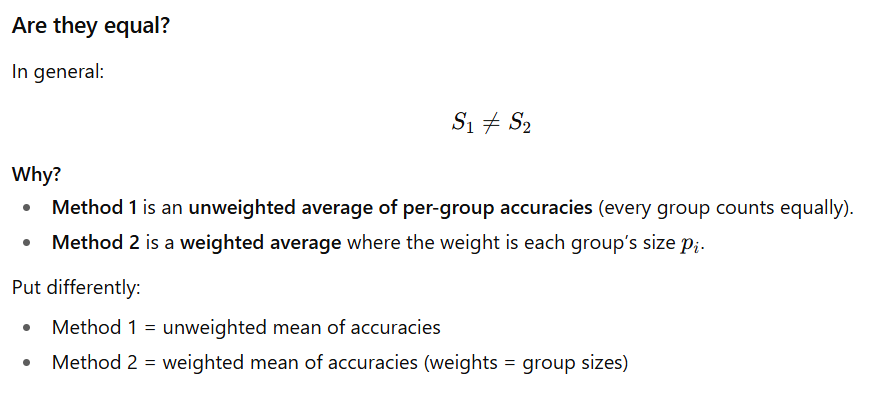 Are they equal?
In general:
S₁ ≠ S₂
Why?
• Method 1 is an unweighted average of per-group accuracies (every group counts equally).
• Method 2 is a weighted average where the weight is each group's size pᵢ.
Put differently:
• Method 1 = unweighted mean of accuracies
• Method 2 = weighted mean of accuracies (weights = group sizes)